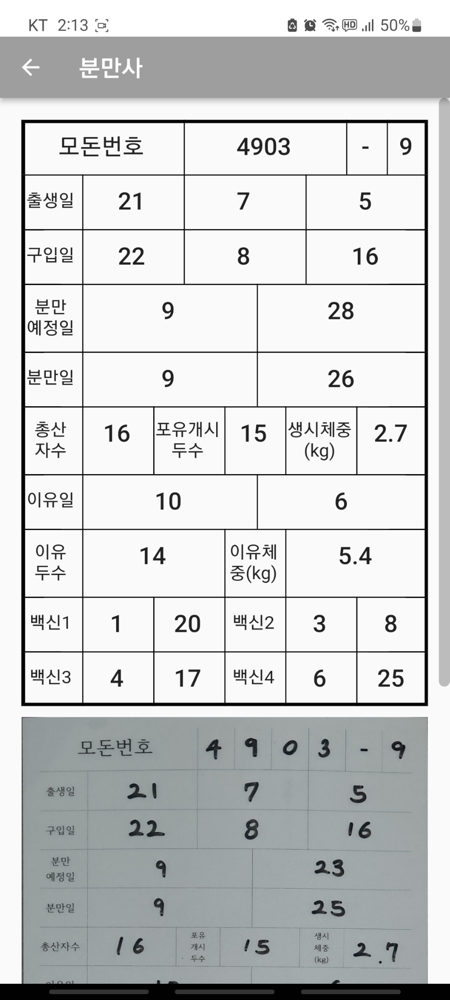 KT 2:13 HD 50%
분만사
모돈번호 4903 - 9
출생일 21 7 5
구입일 22 8 16
분만
예정일 9 28
분만일 9 26
총산
자수 16 포유개시
두수 15 생시체중
(kg) 2.7
이유일 10 6
이유
두수 14 이유체
중(kg) 5.4
백신1 1 20 백신2 3 8
백신3 4 17 백신4 6 25
모돈번호 4 9 0 3 - 9
출생일 21 7 5
구입일 22 8 16
분만
예정일 9 23
분만일 9 25
총산자수 16 포유
개시
두수 15 생시
체중
(kg) 2.7